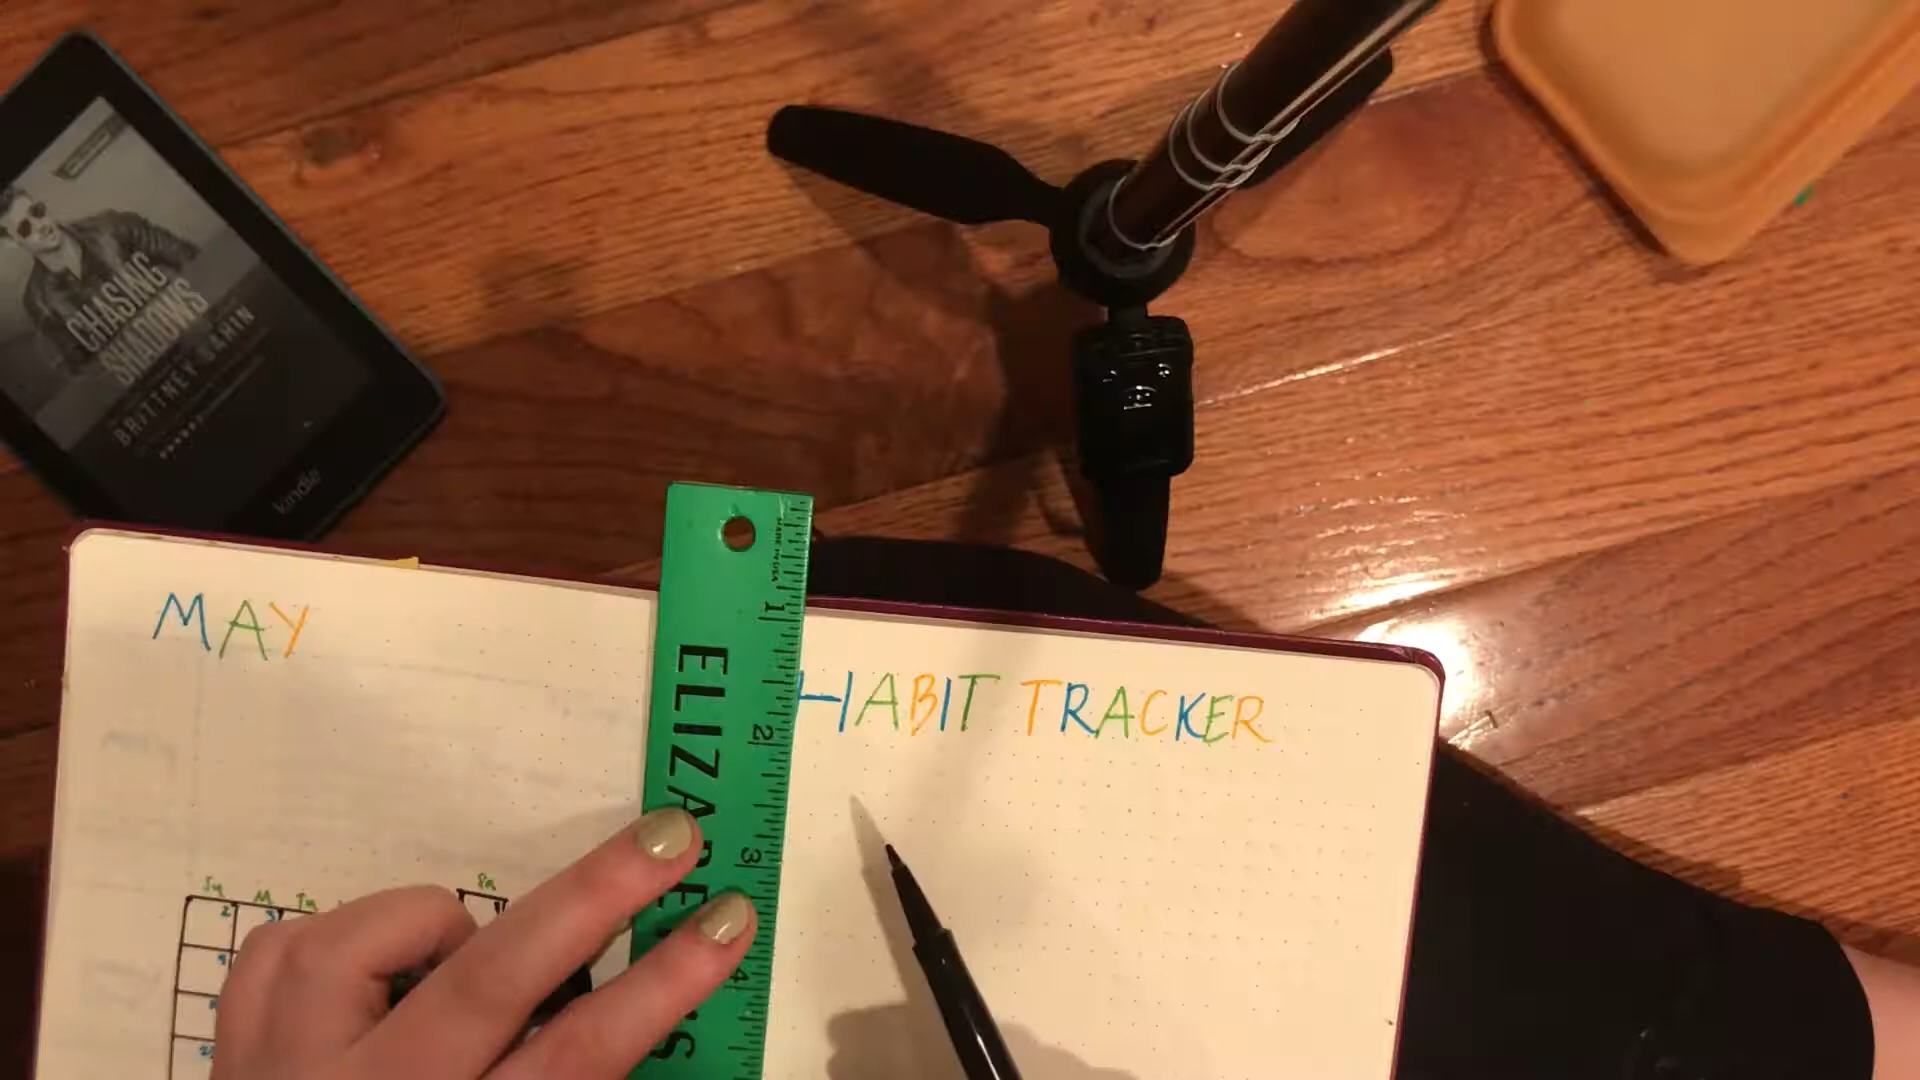 CHASING
SHADOWS
BRITTNEY SAHIN
kindle
MADE IN USA
1
2
3
4
MAY
HABIT TRACKER
Su M Tu Sa
2 3
9